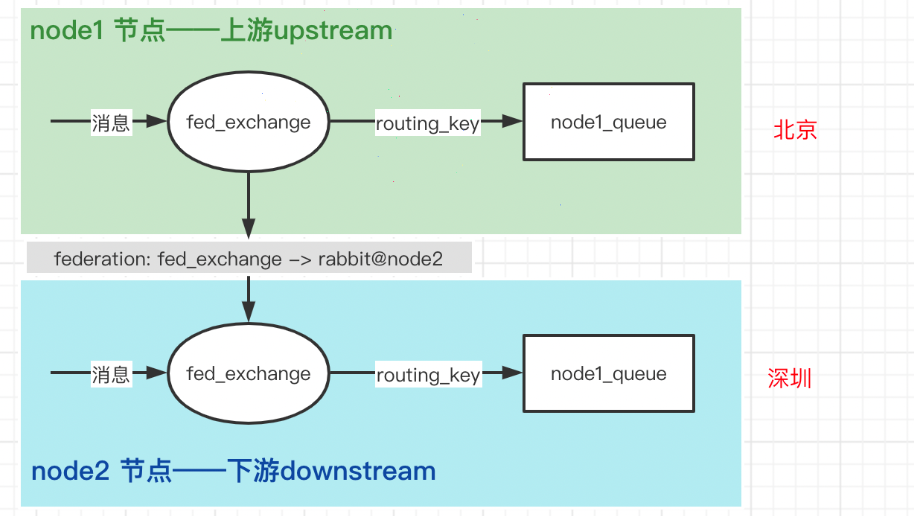 node1 节点——上游upstream
消息
fed_exchange
routing_key
node1_queue
北京
federation: fed_exchange -> rabbit@node2
消息
fed_exchange
routing_key
node1_queue
深圳
node2 节点——下游downstream